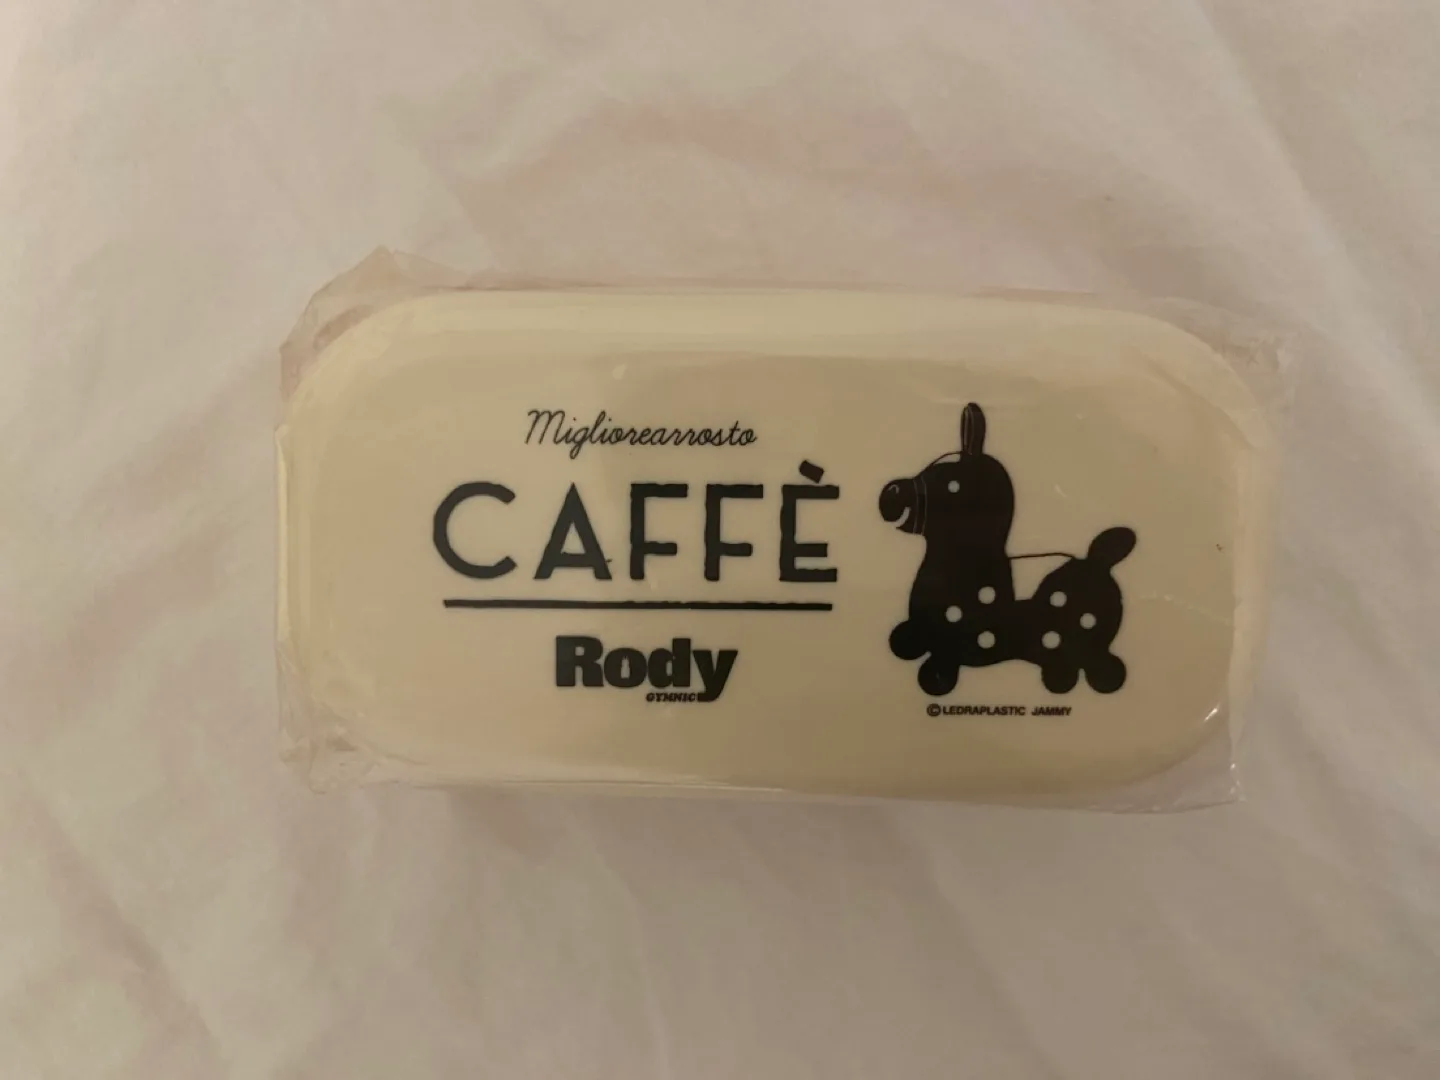 Migliorearrosto
CAFFÈ
Rody
GYMNIC
©LEDRAPLASTIC JAMMY